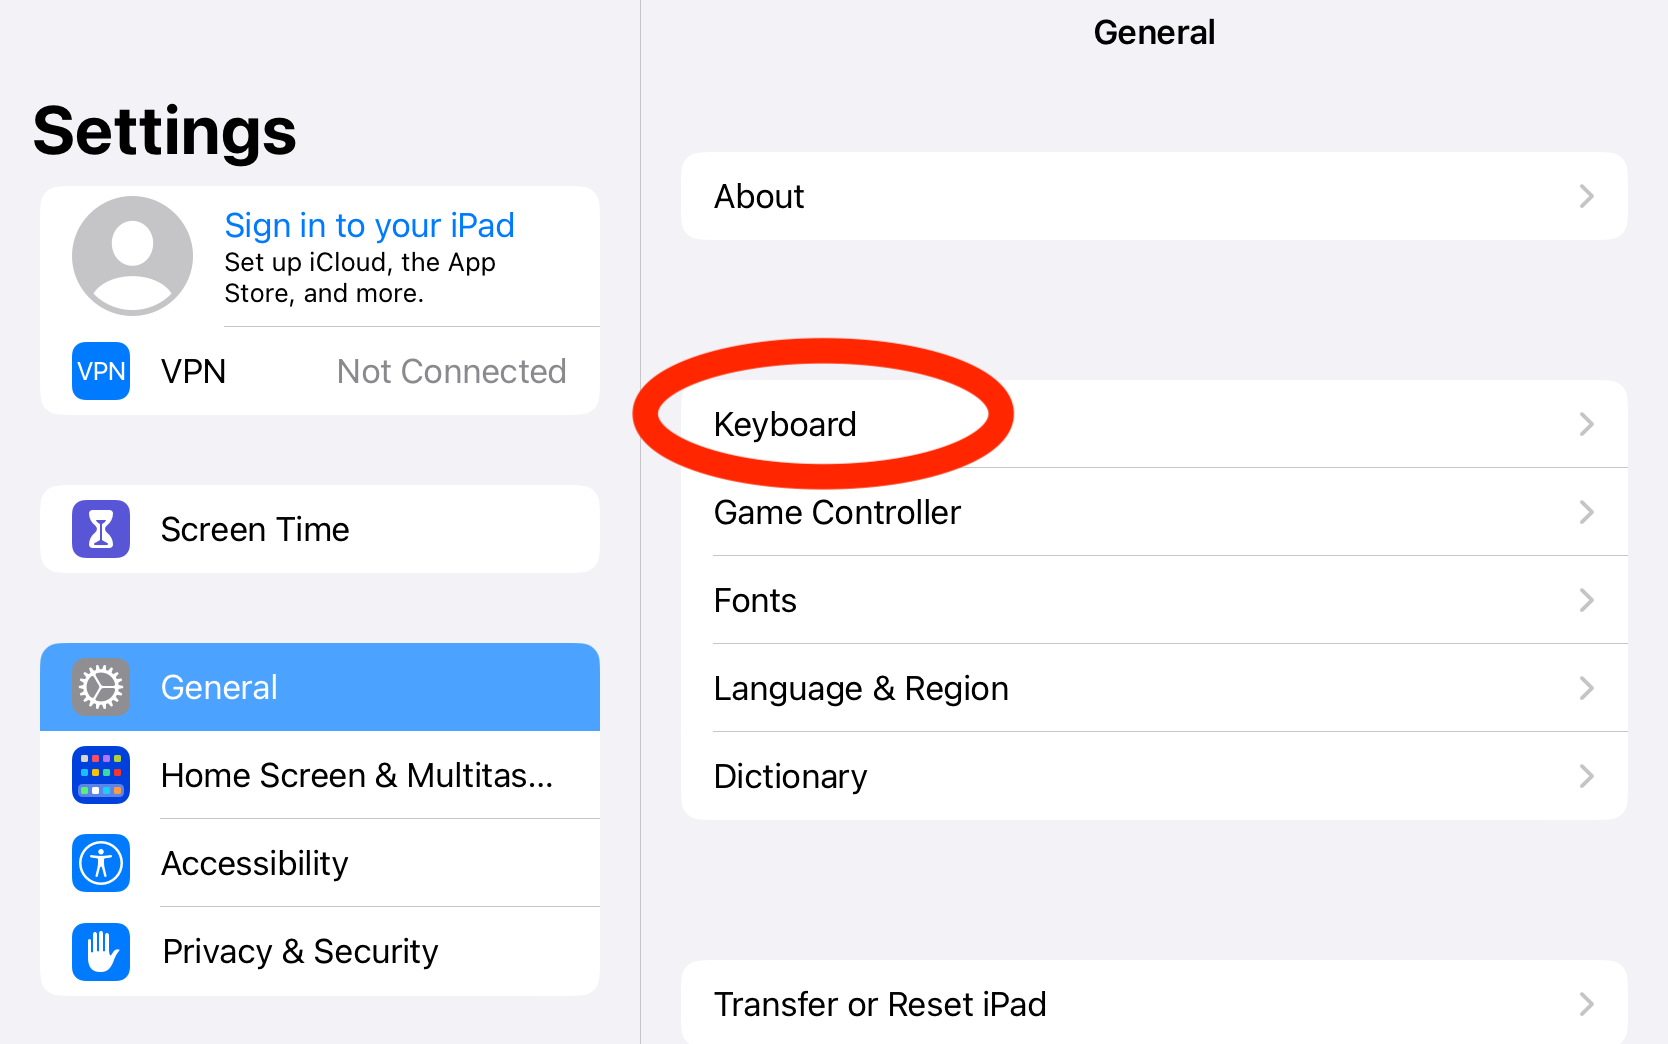 Settings
Sign in to your iPad
Set up iCloud, the App
Store, and more.
VPN VPN Not Connected
Screen Time
General
Home Screen & Multitas...
Accessibility
Privacy & Security
General
About
Keyboard
Game Controller
Fonts
Language & Region
Dictionary
Transfer or Reset iPad